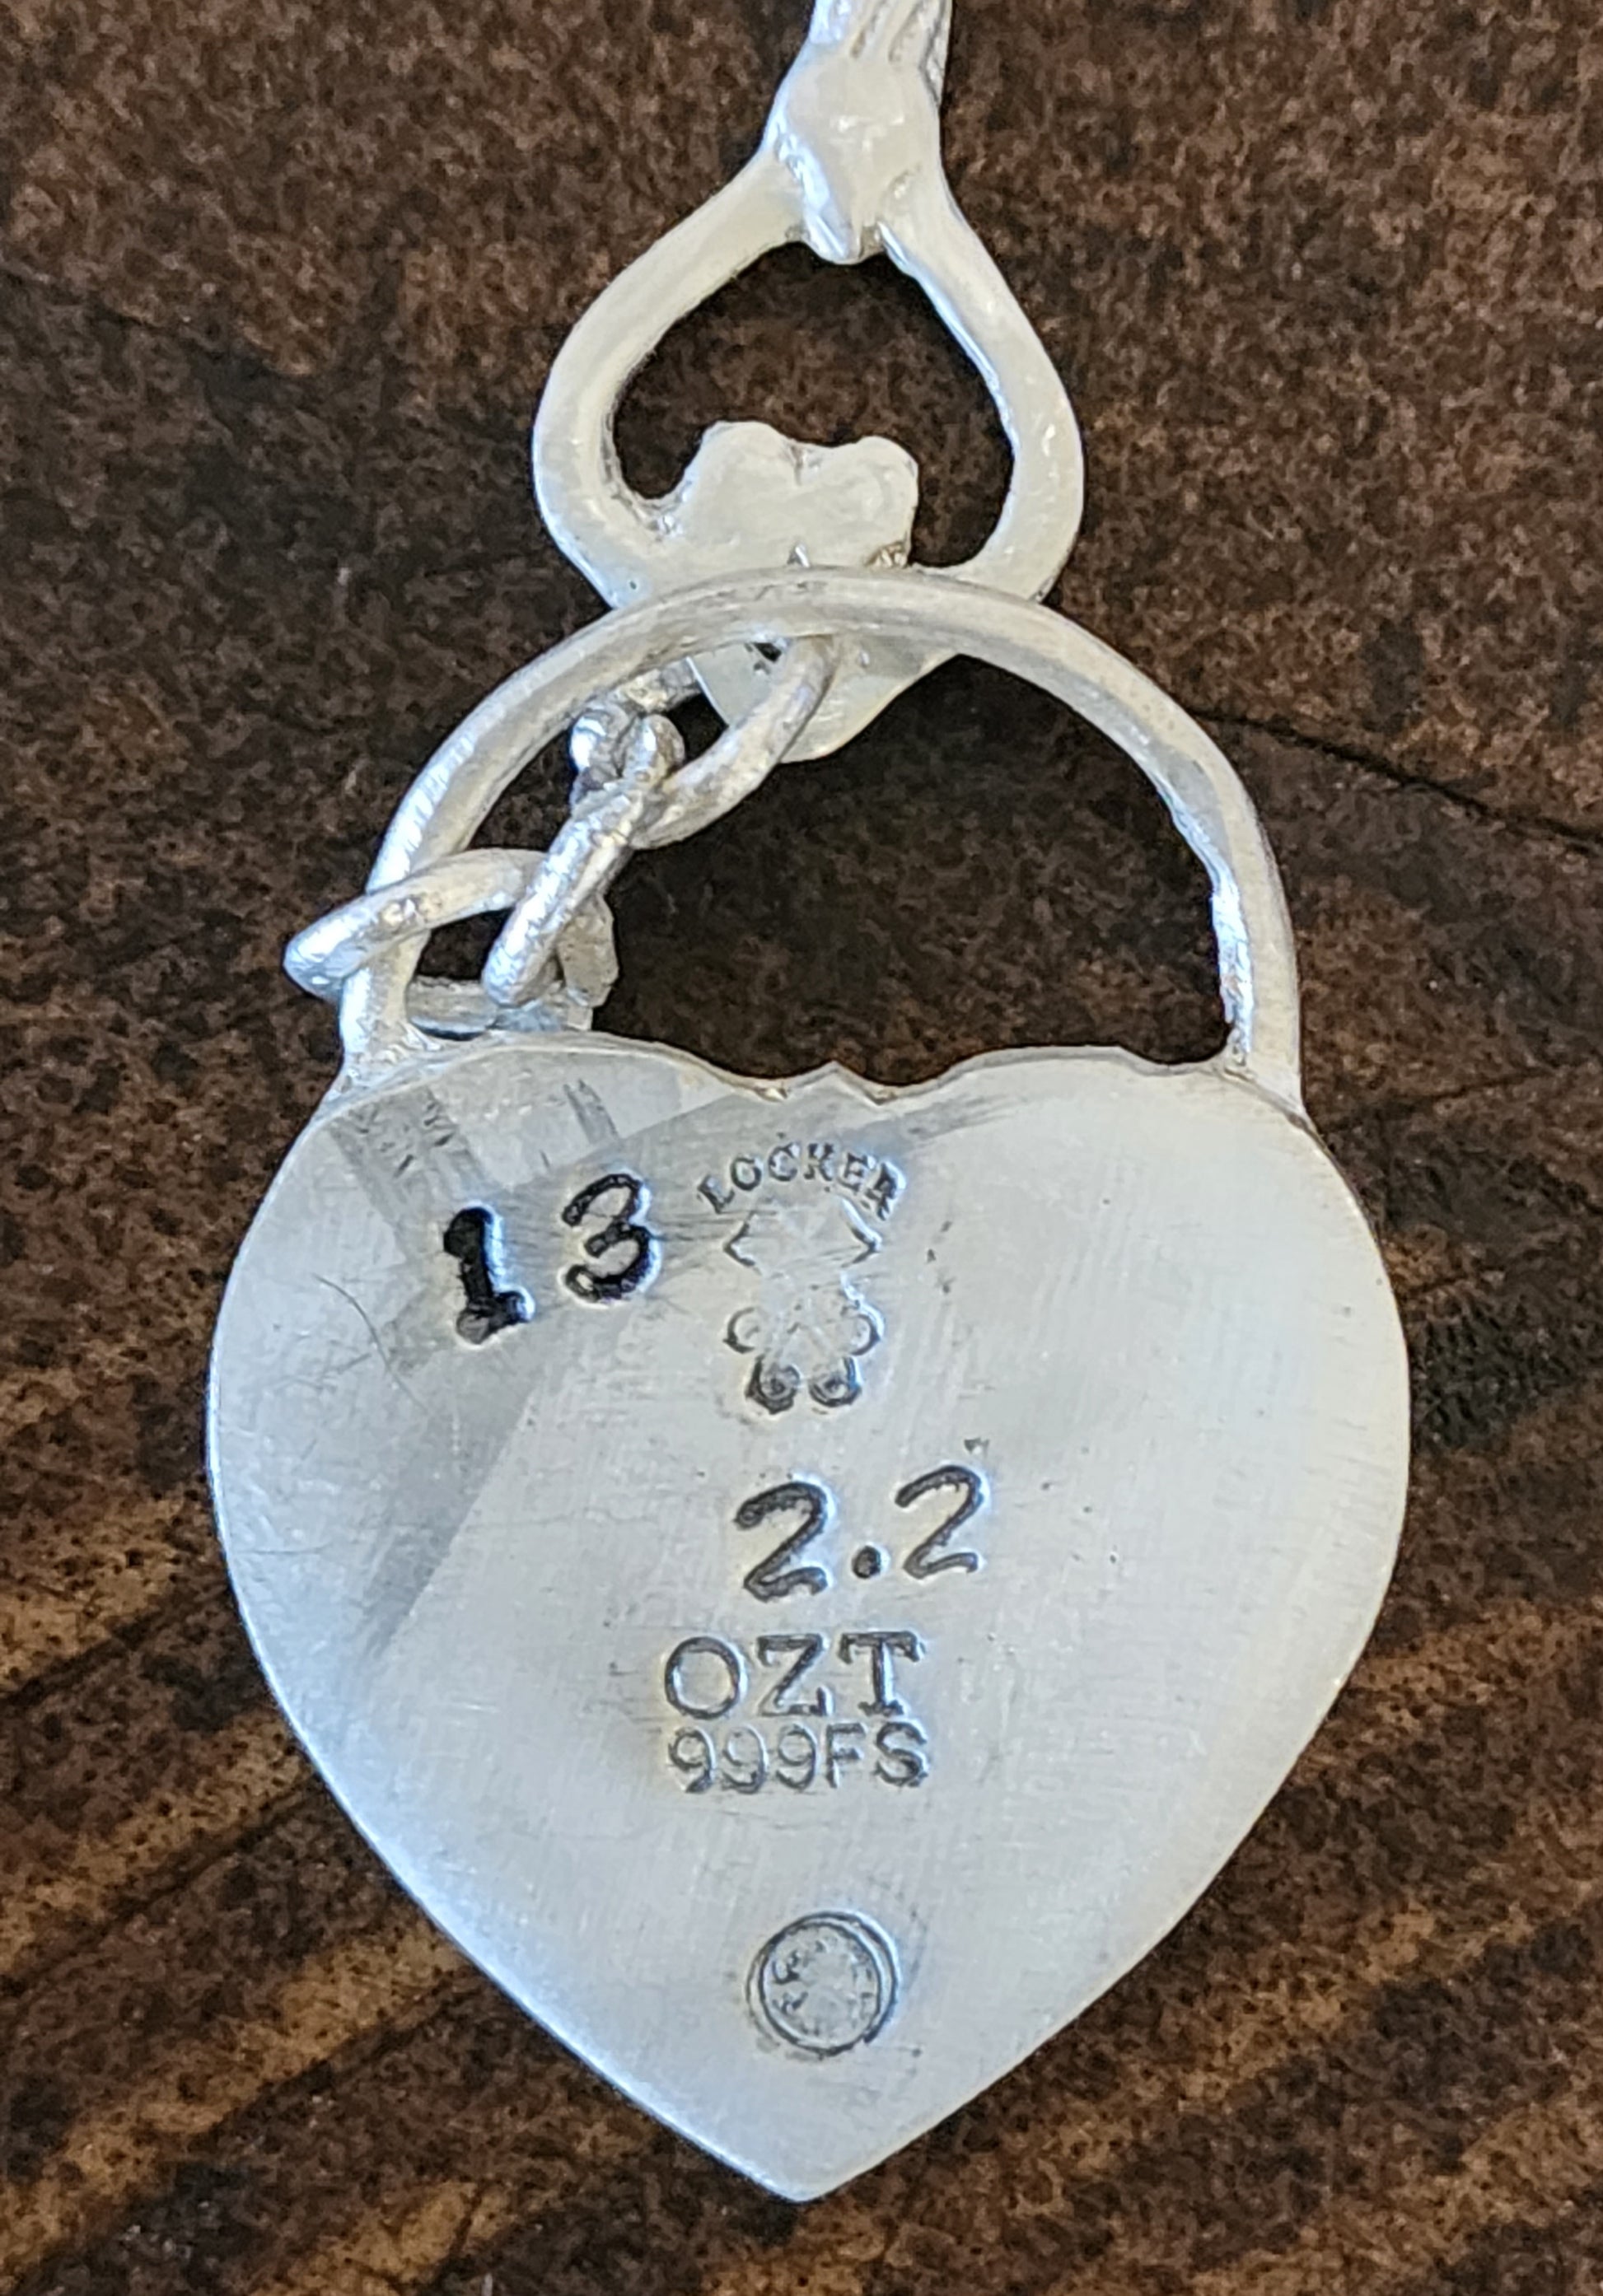 LOCKER
13
2.2
OZT
999FS